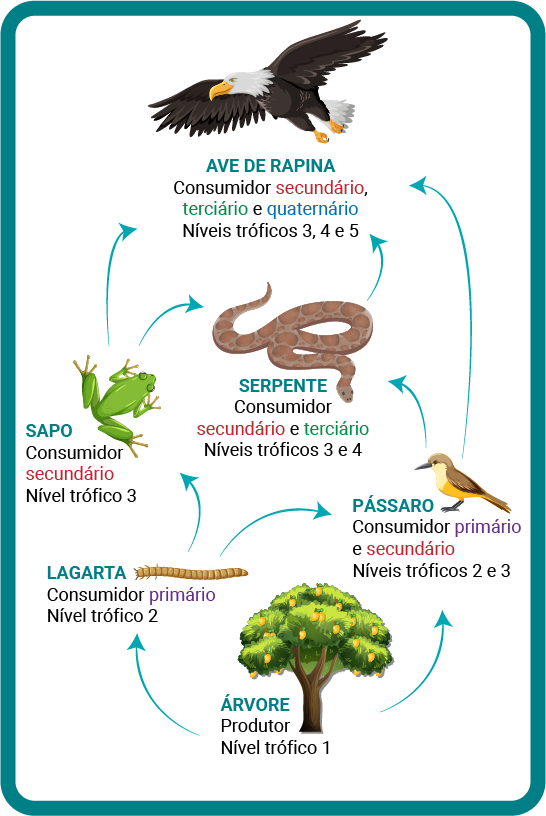 AVE DE RAPINA
Consumidor secundário,
terciário e quaternário
Níveis tróficos 3, 4 e 5
SERPENTE
Consumidor
secundário e terciário
Níveis tróficos 3 e 4
SAPO
Consumidor
secundário
Nível trófico 3
PÁSSARO
Consumidor primário
e secundário
Níveis tróficos 2 e 3
LAGARTA
Consumidor primário
Nível trófico 2
ÁRVORE
Produtor
Nível trófico 1